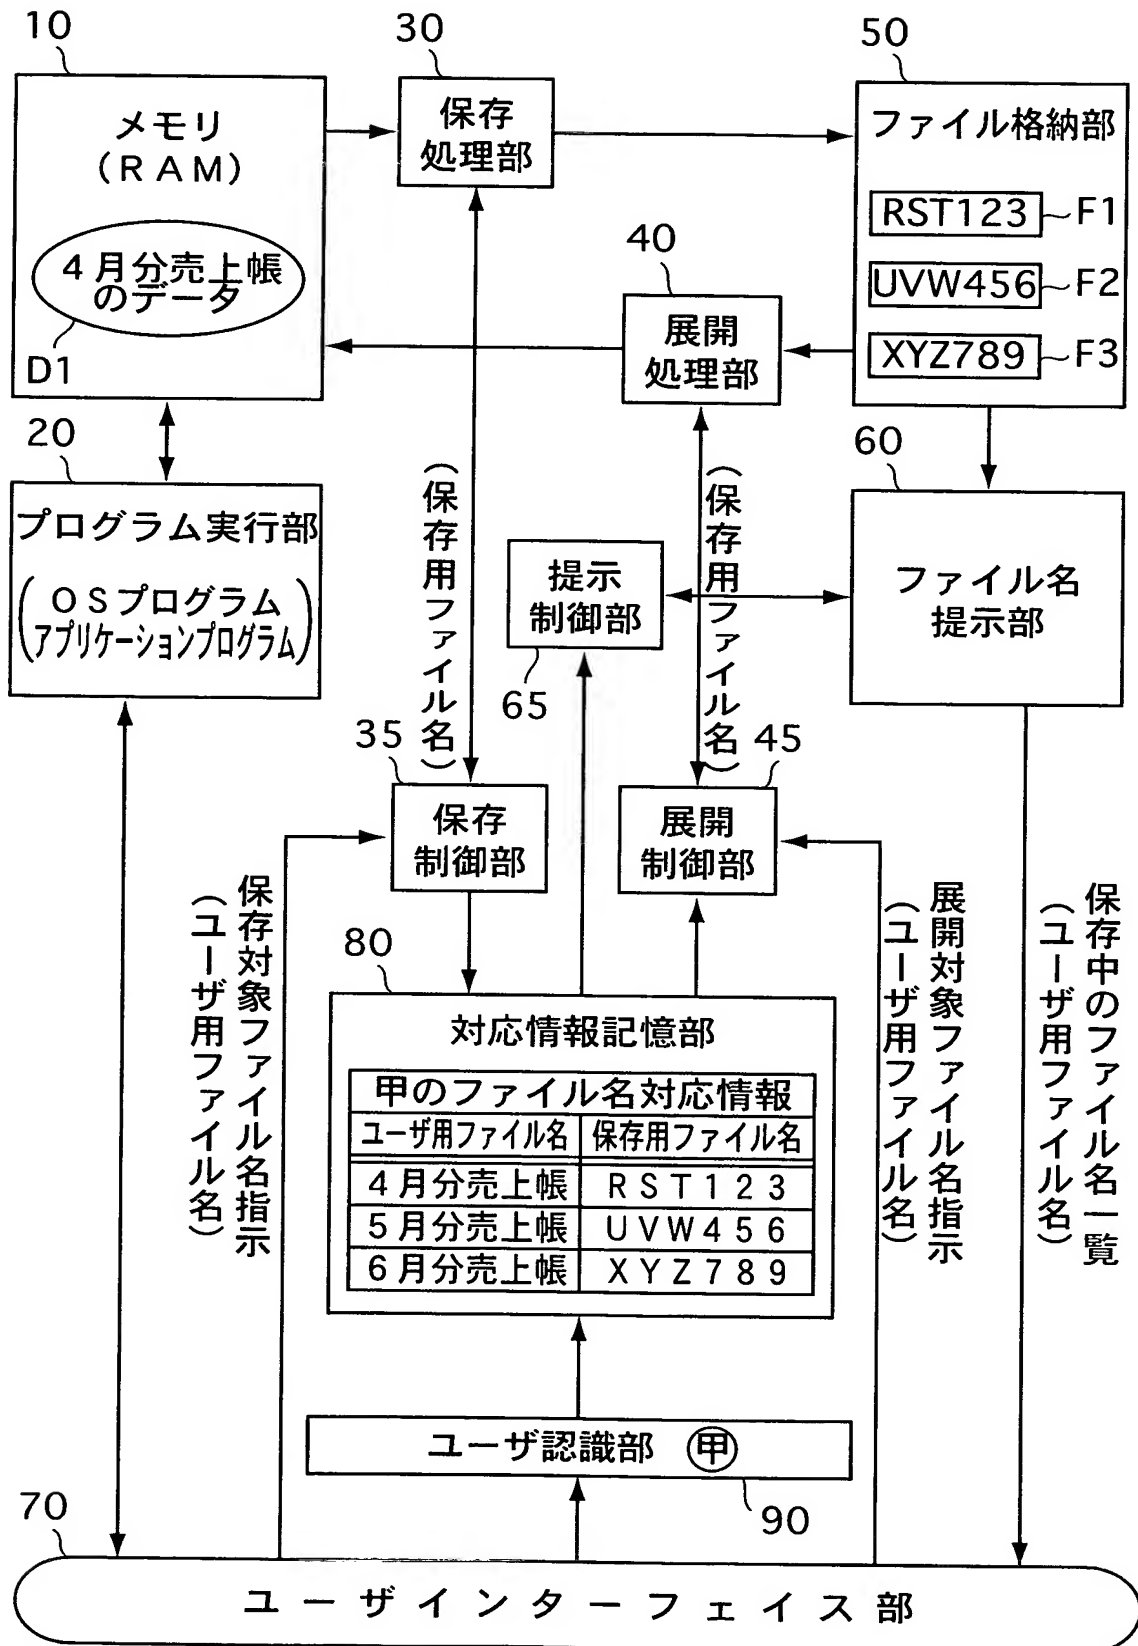 10
メモリ
(RAM)
4月分売上帳
のデータ
D1
30
保存
処理部
50
ファイル格納部
RST123
F1
UVW456
F2
XYZ789
F3
40
展開
処理部
20
プログラム実行部
(OSプログラム
アプリケーションプログラム)
(保存用ファイル名)
(保存用ファイル名)
提示
制御部
65
60
ファイル名
提示部
35
保存
制御部
45
展開
制御部
保存対象ファイル名指示
(ユーザ用ファイル名)
展開対象ファイル名指示
(ユーザ用ファイル名)
保存中のファイル名一覧
(ユーザ用ファイル名)
80
対応情報記憶部
甲のファイル名対応情報
ユーザ用ファイル名 保存用ファイル名
4月分売上帳 RST123
5月分売上帳 UVW456
6月分売上帳 XYZ789
ユーザ認識部 甲
90
70
ユーザインターフェイス部